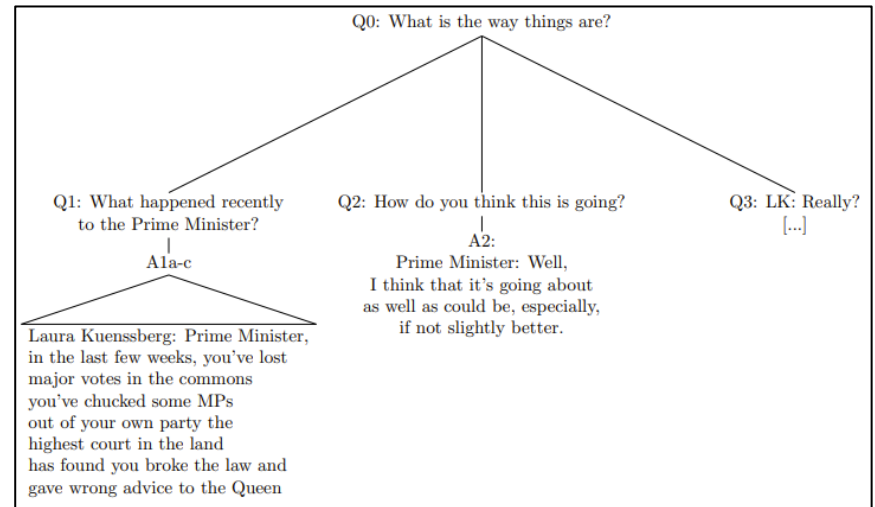 Q0: What is the way things are?
Q1: What happened recently
to the Prime Minister?
A1a-c
Laura Kuenssberg: Prime Minister,
in the last few weeks, you've lost
major votes in the commons
you've chucked some MPs
out of your own party the
highest court in the land
has found you broke the law and
gave wrong advice to the Queen
Q2: How do you think this is going?
A2:
Prime Minister: Well,
I think that it's going about
as well as could be, especially,
if not slightly better.
Q3: LK: Really?
[...]